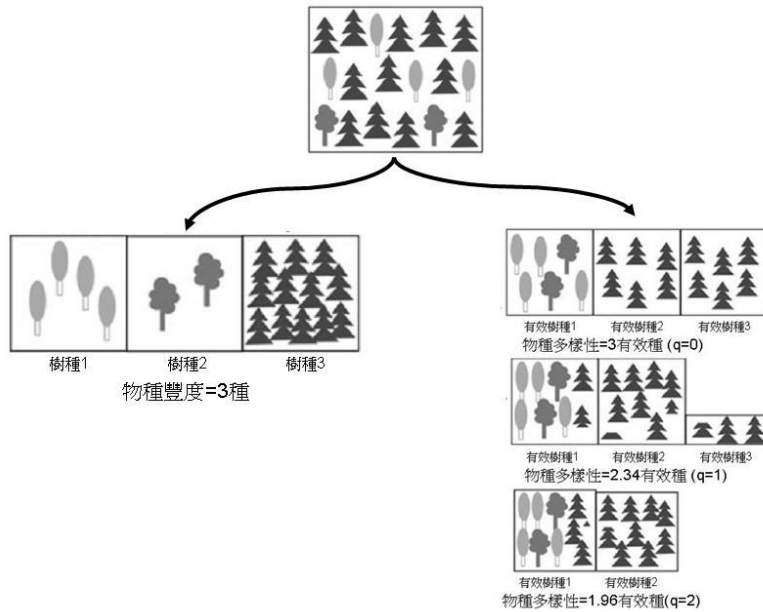 樹種1
樹種2
樹種3
物種豐度=3種
有效樹種1
有效樹種2
有效樹種3
物種多樣性=3有效種 (q=0)
有效樹種1
有效樹種2
有效樹種3
物種多樣性=2.34有效種 (q=1)
有效樹種1
有效樹種2
物種多樣性=1.96有效種(q=2)